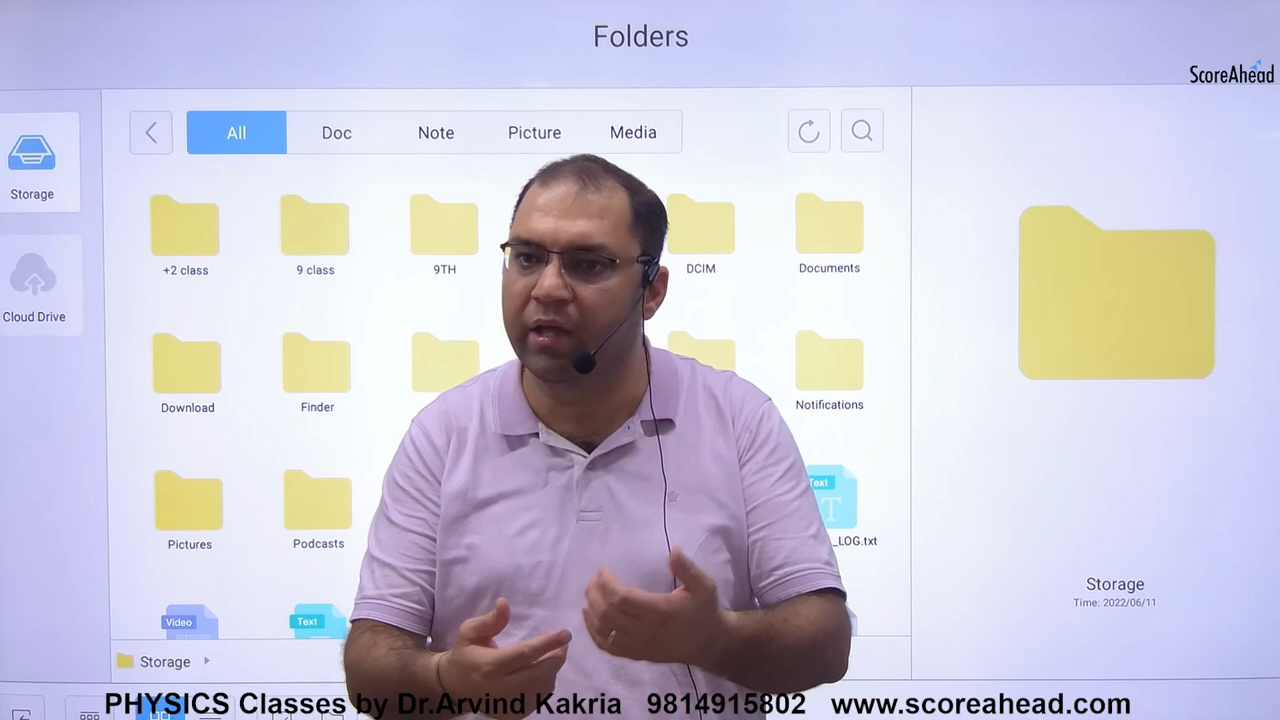 Folders
ScoreAhead
All Doc Note Picture Media
Storage
Cloud Drive
+2 class 9 class 9TH DCIM Documents
Download Finder Notifications
Pictures Podcasts _LOG.txt
Text
T
Video Text
Storage
Time: 2022/06/11
Storage
PHYSICS Classes by Dr.Arvind Kakria 9814915802 www.scoreahead.com